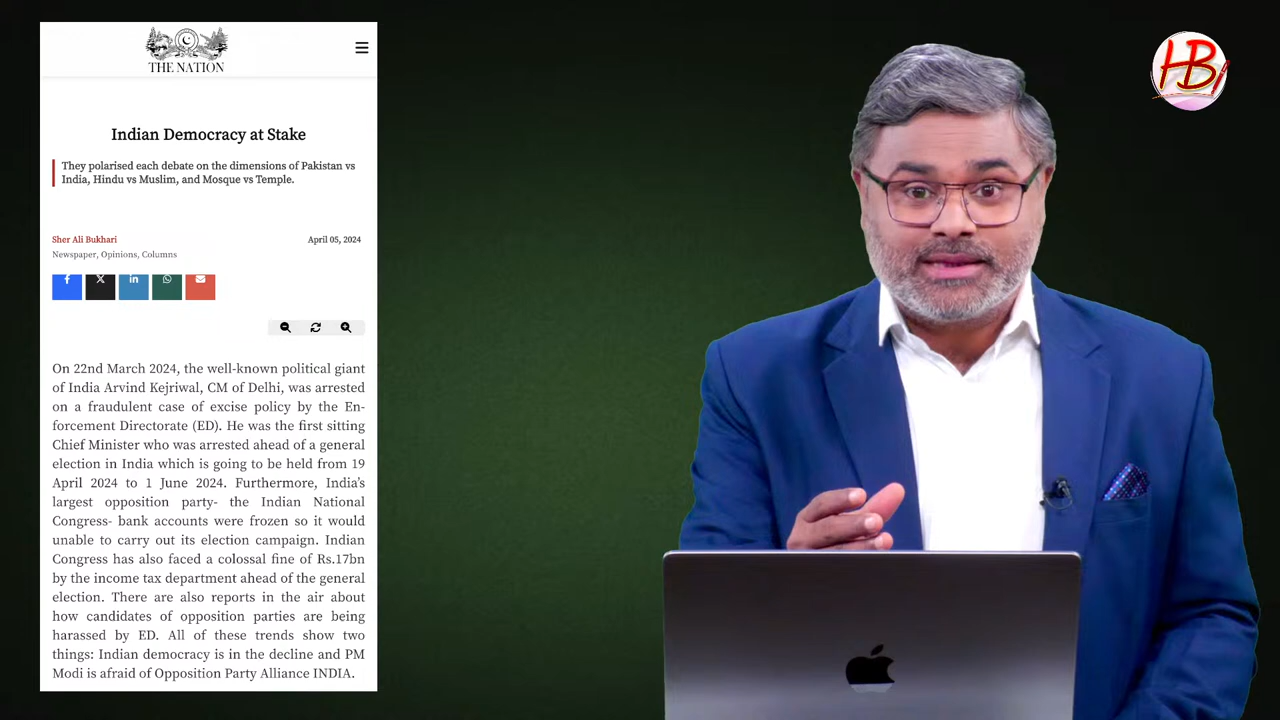 THE NATION
Indian Democracy at Stake
They polarised each debate on the dimensions of Pakistan vs
India, Hindu vs Muslim, and Mosque vs Temple.
Sher Ali Bukhari
April 05, 2024
Newspaper, Opinions, Columns
On 22nd March 2024, the well-known political giant
of India Arvind Kejriwal, CM of Delhi, was arrested
on a fraudulent case of excise policy by the En-
forcement Directorate (ED). He was the first sitting
Chief Minister who was arrested ahead of a general
election in India which is going to be held from 19
April 2024 to 1 June 2024. Furthermore, India’s
largest opposition party- the Indian National
Congress- bank accounts were frozen so it would
unable to carry out its election campaign. Indian
Congress has also faced a colossal fine of Rs.17bn
by the income tax department ahead of the general
election. There are also reports in the air about
how candidates of opposition parties are being
harassed by ED. All of these trends show two
things: Indian democracy is in the decline and PM
Modi is afraid of Opposition Party Alliance INDIA.
HBI